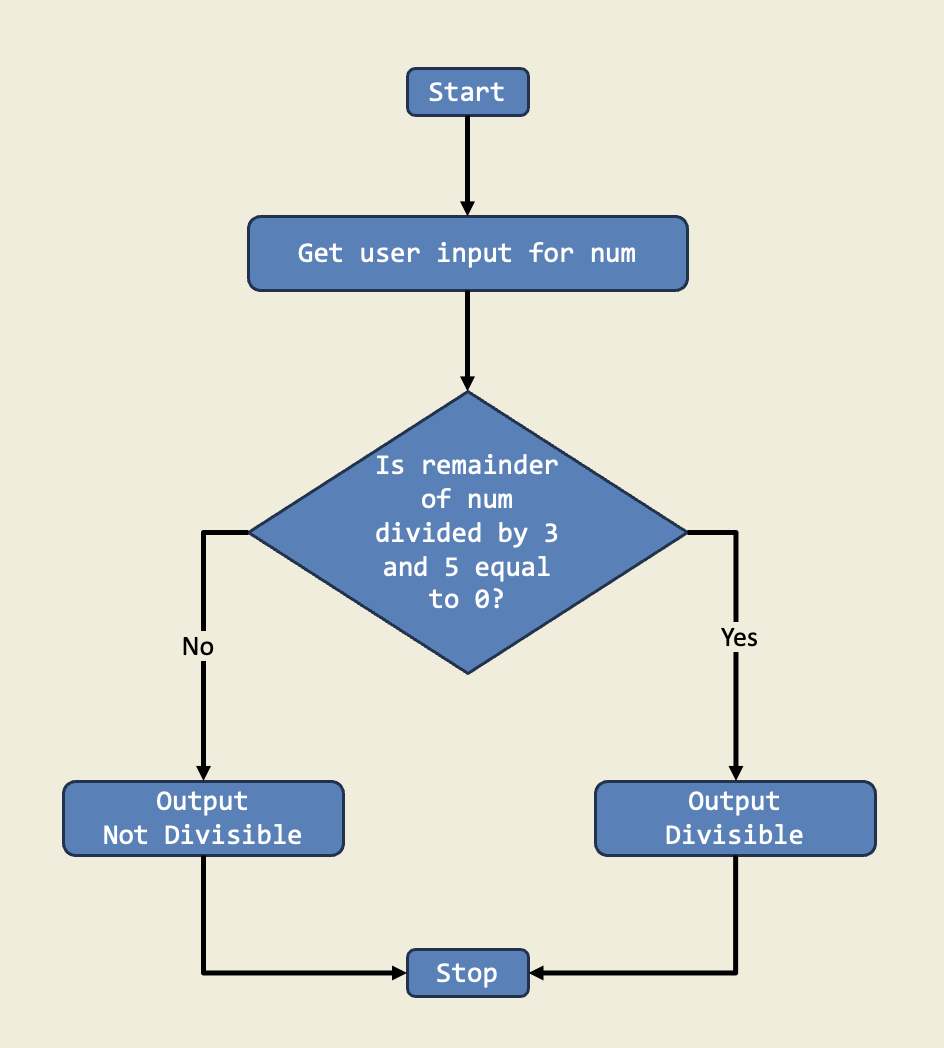 Start
Get user input for num
Is remainder
of num
divided by 3
and 5 equal
to 0?
No
Yes
Output
Not Divisible
Output
Divisible
Stop